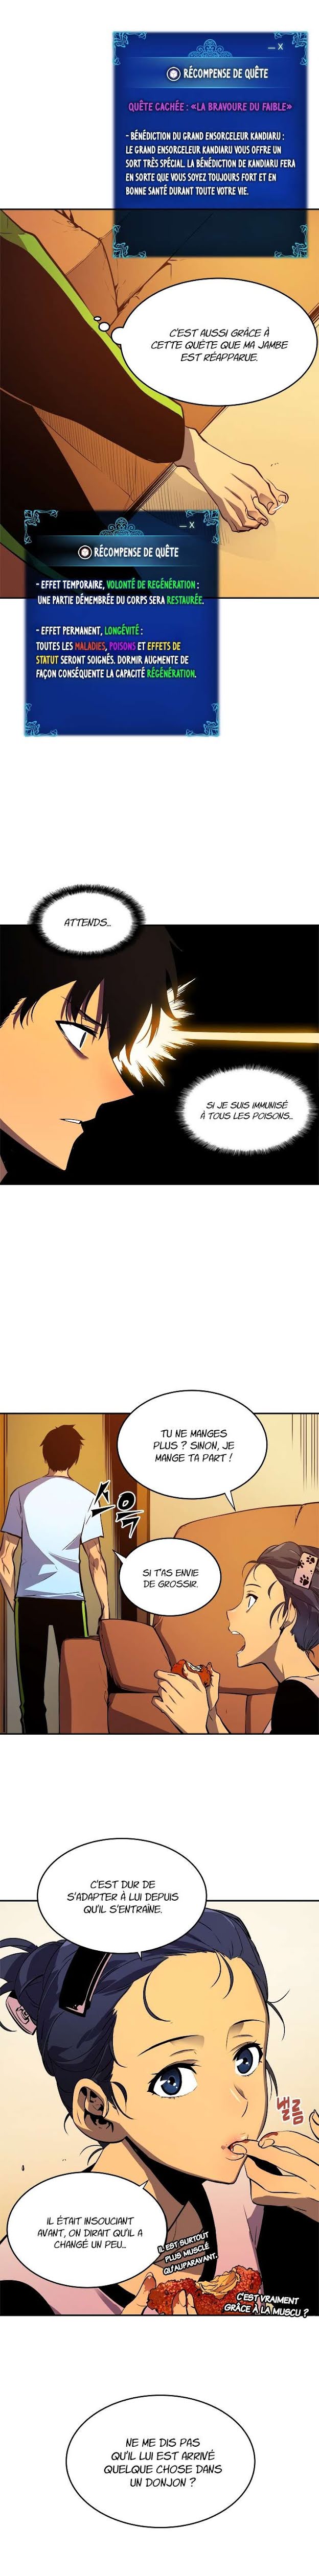 — X
RÉCOMPENSE DE QUÊTE
QUÊTE CACHÉE : «LA BRAVOURE DU FAIBLE»
- BÉNÉDICTION DU GRAND ENSORCELEUR KANDIARU :
LE GRAND ENSORCELEUR KANDIARU VOUS OFFRE UN
SORT TRÈS SPÉCIAL. LA BÉNÉDICTION DE KANDIARU FERA
EN SORTE QUE VOUS SOYEZ TOUJOURS FORT ET EN
BONNE SANTÉ DURANT TOUTE VOTRE VIE.
C'EST AUSSI GRÂCE À
CETTE QUÊTE QUE MA JAMBE
EST RÉAPPARUE.
— X
RÉCOMPENSE DE QUÊTE
- EFFET TEMPORAIRE, VOLONTÉ DE REGÉNÉRATION :
UNE PARTIE DÉMEMBRÉE DU CORPS SERA RESTAURÉE.
- EFFET PERMANENT, LONGÉVITÉ :
TOUTES LES MALADIES, POISONS ET EFFETS DE
STATUT SERONT SOIGNÉS. DORMIR AUGMENTE DE
FAÇON CONSÉQUENTE LA CAPACITÉ RÉGÉNÉRATION.
ATTENDS...
SI JE SUIS IMMUNISÉ
À TOUS LES POISONS...
TU NE MANGES
PLUS ? SINON, JE
MANGE TA PART !
스윽
SI T'AS ENVIE
DE GROSSIR.
C'EST DUR DE
S'ADAPTER À LUI DEPUIS
QU'IL S'ENTRAÎNE.
낼름
IL ÉTAIT INSOUCIANT
AVANT, ON DIRAIT QU'IL A
CHANGÉ UN PEU...
IL EST SURTOUT
PLUS MUSCLÉ
QU'AUPARAVANT.
C'EST VRAIMENT
GRÂCE À LA MUSCU ?
NE ME DIS PAS
QU'IL LUI EST ARRIVÉ
QUELQUE CHOSE DANS
UN DONJON ?